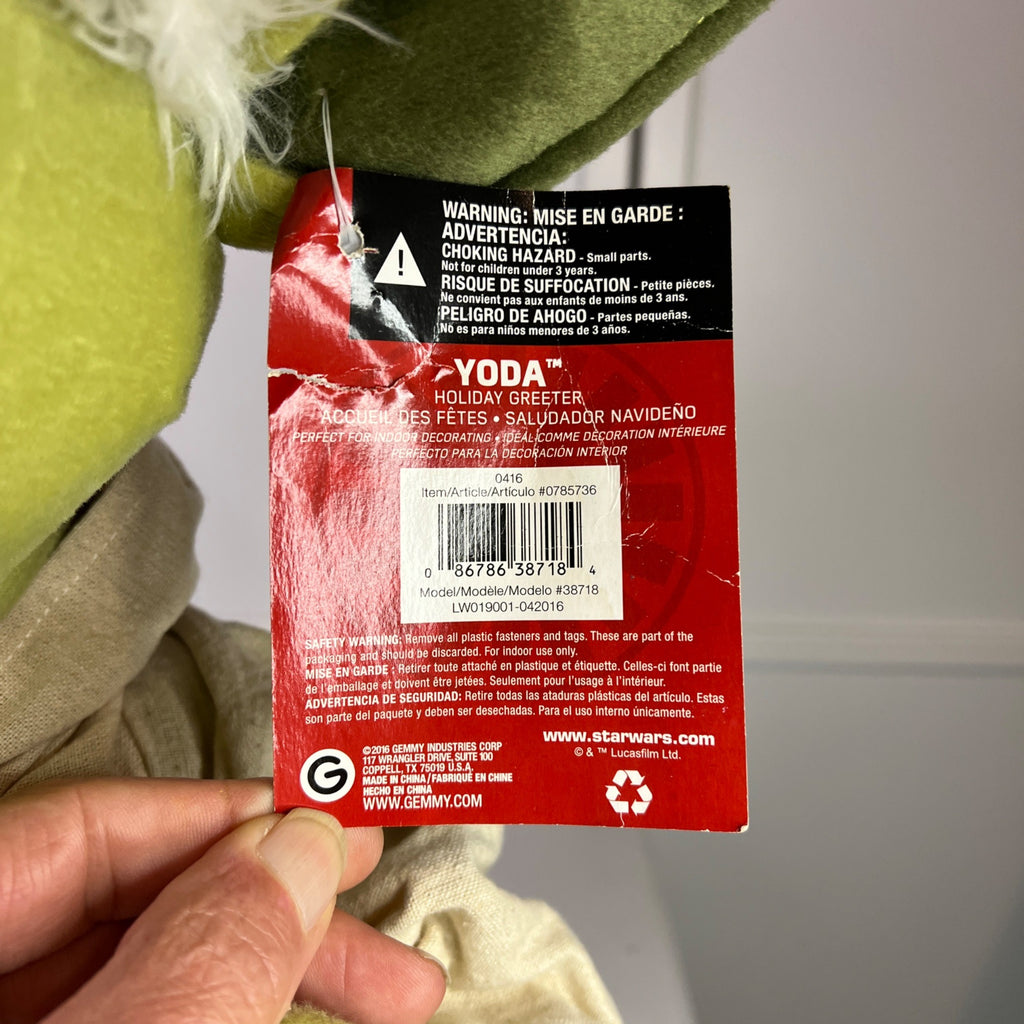 WARNING: MISE EN GARDE :
ADVERTENCIA:
CHOKING HAZARD - Small parts.
Not for children under 3 years.
RISQUE DE SUFFOCATION - Petite pièces.
Ne convient pas aux enfants de moins de 3 ans.
PELIGRO DE AHOGO - Partes pequeñas.
No es para niños menores de 3 años.
YODA™
HOLIDAY GREETER
ACCUEIL DES FÊTES • SALUDADOR NAVIDEÑO
PERFECT FOR INDOOR DECORATING • IDÉAL COMME DÉCORATION INTÉRIEURE
PERFECTO PARA LA DECORACIÓN INTERIOR
0416
Item/Article/Artículo #0785736
0 86786 38718 4
Model/Modèle/Modelo #38718
LW019001-042016
SAFETY WARNING: Remove all plastic fasteners and tags. These are part of the
packaging and should be discarded. For indoor use only.
MISE EN GARDE : Retirer toute attaché en plastique et étiquette. Celles-ci font partie
de l'emballage et doivent être jetées. Seulement pour l'usage à l'intérieur.
ADVERTENCIA DE SEGURIDAD: Retire todas las ataduras plásticas del artículo. Estas
son parte del paquete y deben ser desechadas. Para el uso interno únicamente.
www.starwars.com
© & ™ Lucasfilm Ltd.
G
©2016 GEMMY INDUSTRIES CORP
117 WRANGLER DRIVE, SUITE 100
COPPELL, TX 75019 U.S.A.
MADE IN CHINA/FABRIQUÉ EN CHINE
HECHO EN CHINA
WWW.GEMMY.COM